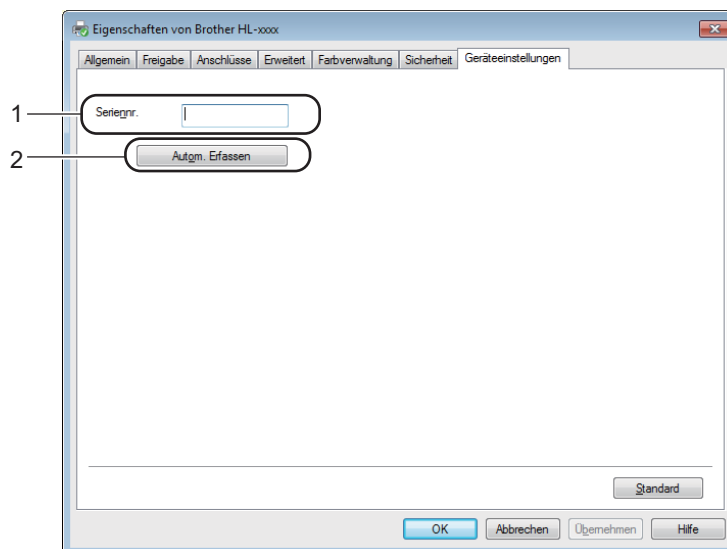 Eigenschaften von Brother HL-xxxx
Allgemein Freigabe Anschlüsse Erweitert Farbverwaltung Sicherheit Geräteeinstellungen
1 Seriennr.
2 Autom. Erfassen
Standard
OK Abbrechen Übernehmen Hilfe